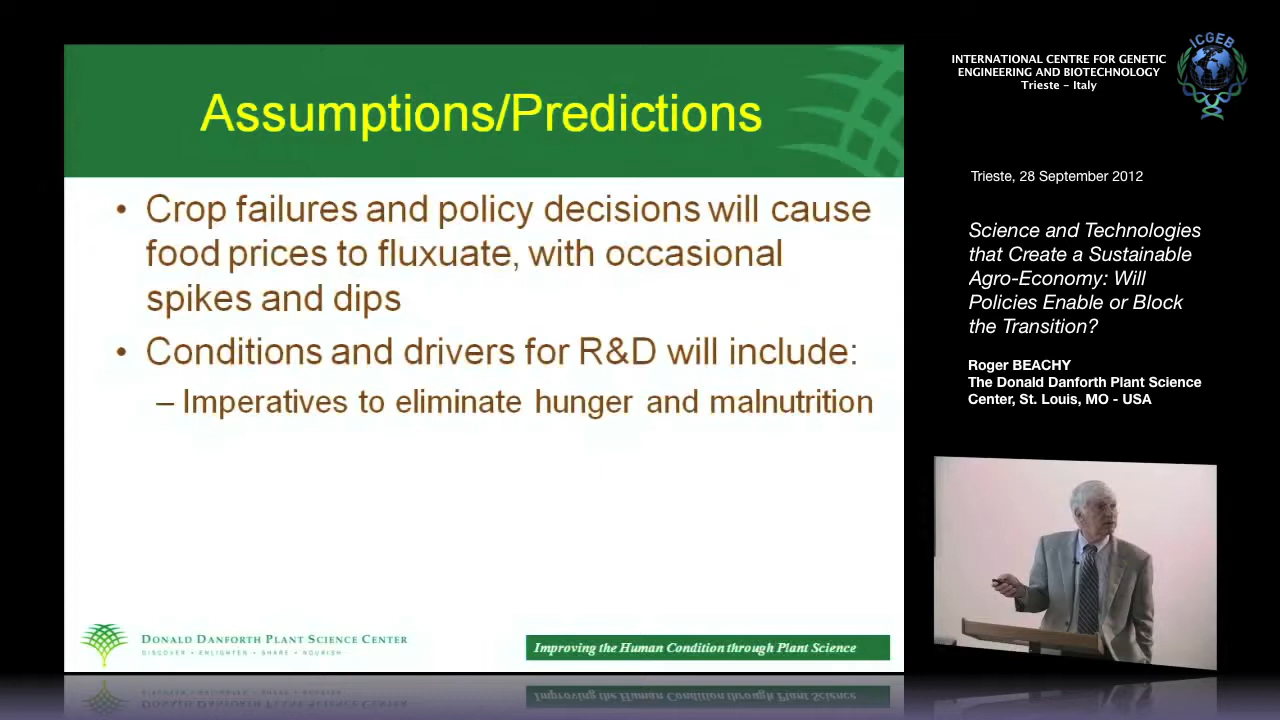 Assumptions/Predictions
• Crop failures and policy decisions will cause
food prices to fluxuate, with occasional
spikes and dips
• Conditions and drivers for R&D will include:
– Imperatives to eliminate hunger and malnutrition
DONALD DANFORTH PLANT SCIENCE CENTER
DISCOVER • ENLIGHTEN • SHARE • NOURISH
Improving the Human Condition through Plant Science
INTERNATIONAL CENTRE FOR GENETIC
ENGINEERING AND BIOTECHNOLOGY
Trieste – Italy
ICGEB
Trieste, 28 September 2012
Science and Technologies
that Create a Sustainable
Agro-Economy: Will
Policies Enable or Block
the Transition?
Roger BEACHY
The Donald Danforth Plant Science
Center, St. Louis, MO - USA